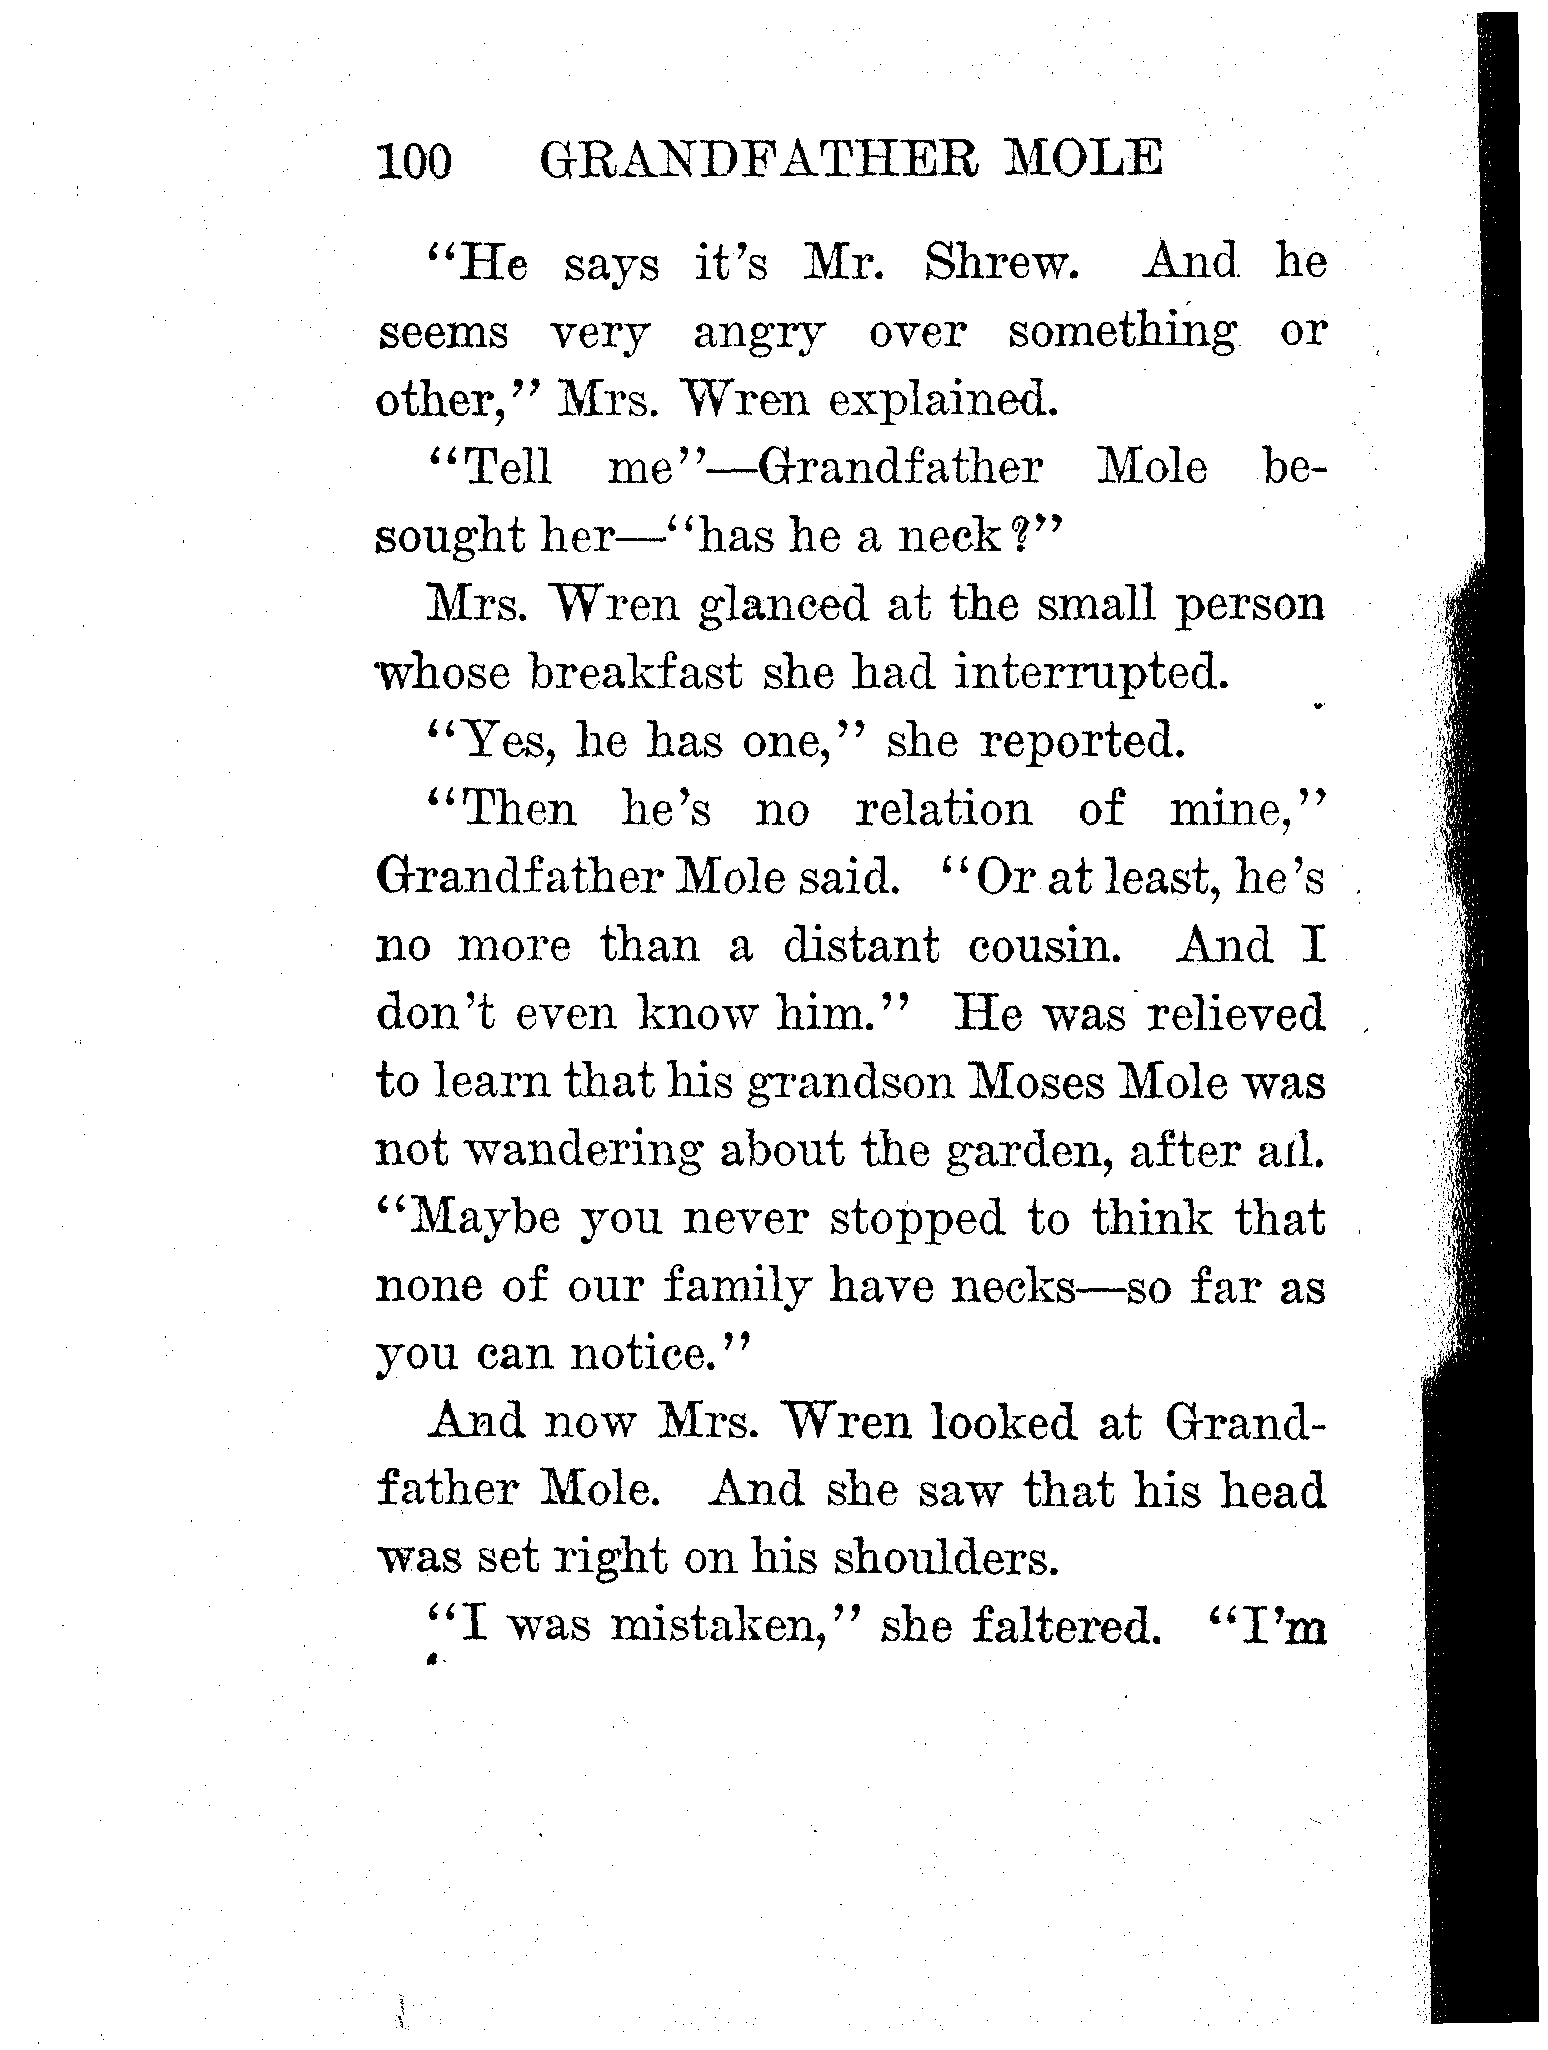 100 GRANDFATHER MOLE
“He says it’s Mr. Shrew. And he
seems very angry over something or
other,” Mrs. Wren explained.
“Tell me”—Grandfather Mole be-
sought her—“has he a neck?”
Mrs. Wren glanced at the small person
whose breakfast she had interrupted.
“Yes, he has one,” she reported.
“Then he’s no relation of mine,”
Grandfather Mole said. “Or at least, he’s
no more than a distant cousin. And I
don’t even know him.” He was relieved
to learn that his grandson Moses Mole was
not wandering about the garden, after all.
“Maybe you never stopped to think that
none of our family have necks—so far as
you can notice.”
And now Mrs. Wren looked at Grand-
father Mole. And she saw that his head
was set right on his shoulders.
“I was mistaken,” she faltered. “I’m